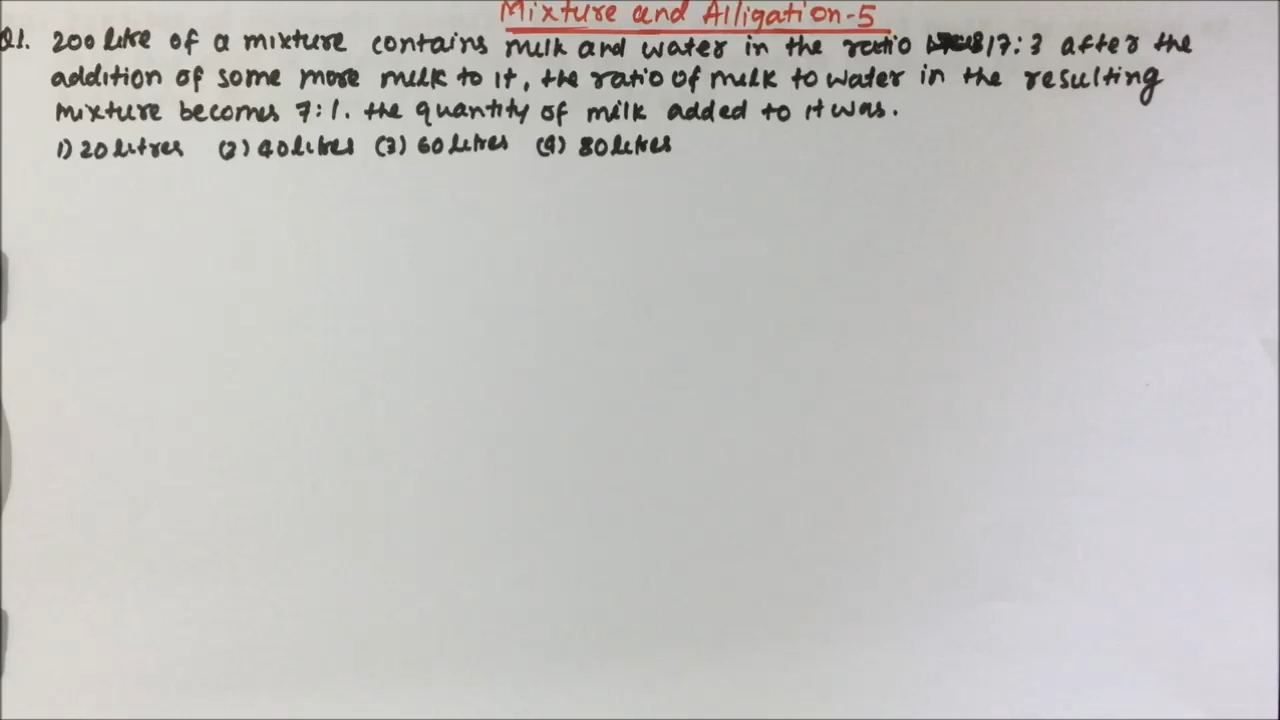 Mixture and Alligation-5
Q1. 200 litre of a mixture contains milk and water in the ratio 17:3 after the
addition of some more milk to it, the ratio of milk to water in the resulting
mixture becomes 7:1. the quantity of milk added to it was.
1) 20 litres (2) 40 litres (3) 60 litres (4) 80 litres